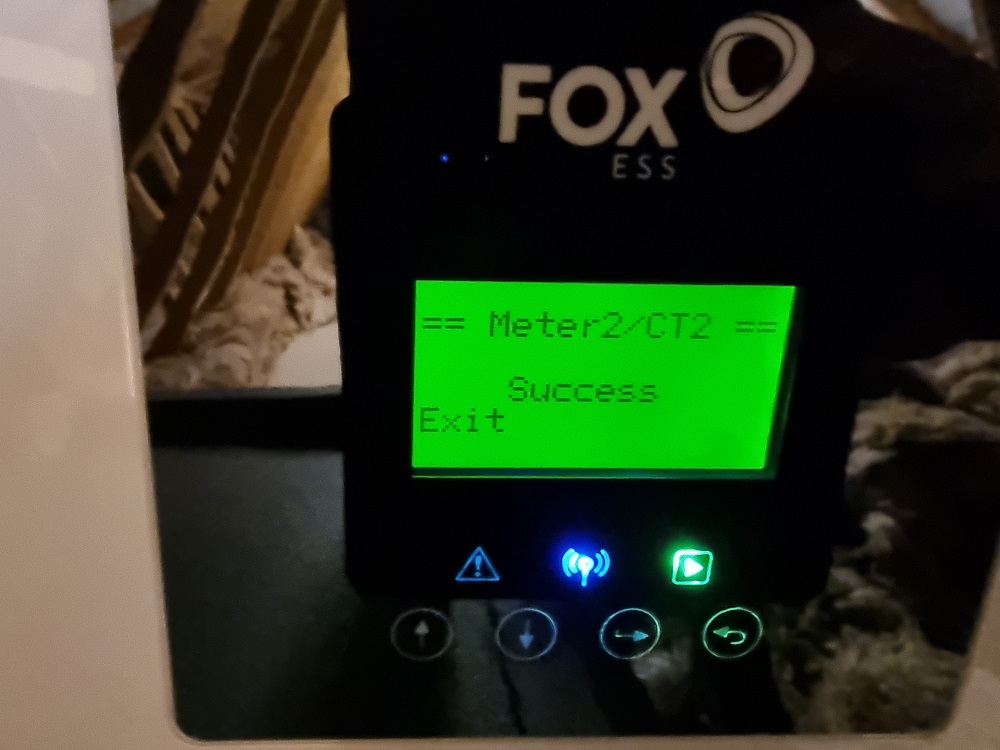 FOX
ESS
== Meter2/CT2 ==
Success
Exit